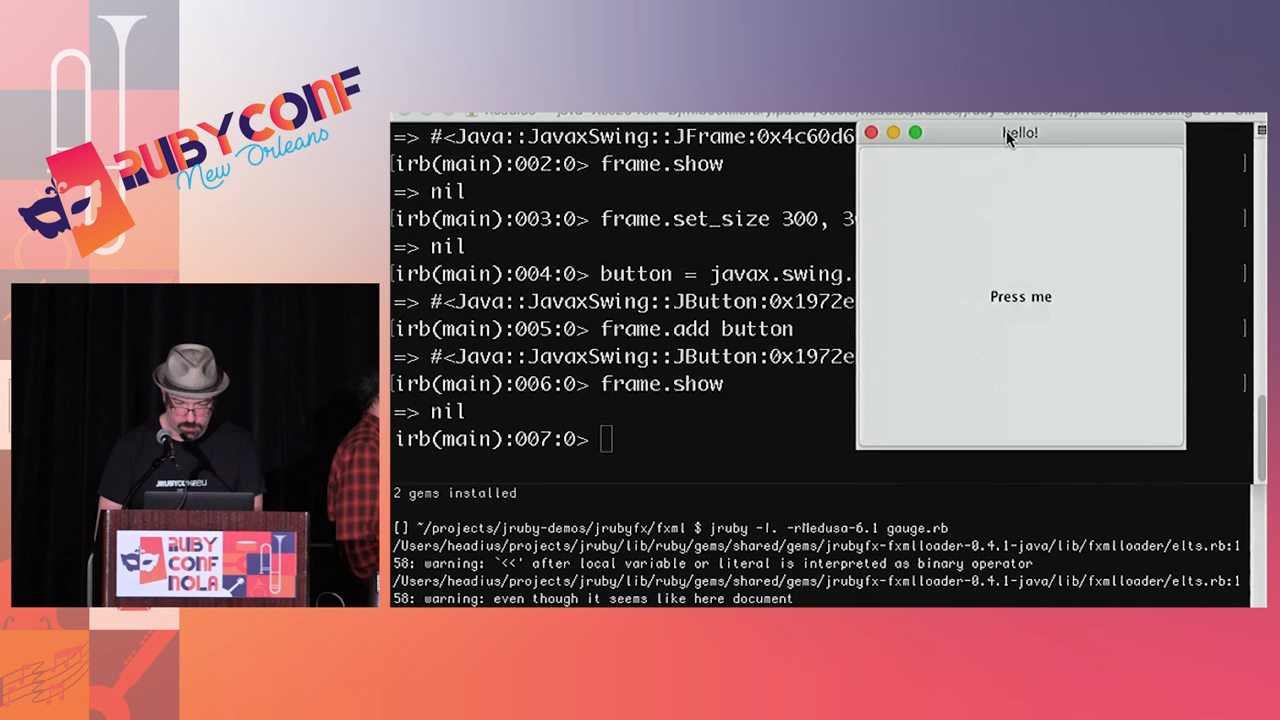 RUBYCONF
New Orleans
=> #<Java::JavaxSwing::JFrame:0x4c60d6
[irb(main):002:0> frame.show ]
=> nil
[irb(main):003:0> frame.set_size 300, 3 ]
=> nil
[irb(main):004:0> button = javax.swing. ]
=> #<Java::JavaxSwing::JButton:0x1972e
[irb(main):005:0> frame.add button
=> #<Java::JavaxSwing::JButton:0x1972e
[irb(main):006:0> frame.show ]
=> nil
irb(main):007:0>
hello!
Press me
2 gems installed
[] ~/projects/jruby-demos/jrubyfx/fxml $ jruby -I. -rMedusa-6.1 gauge.rb
/Users/headius/projects/jruby/lib/ruby/gems/shared/gems/jrubyfx-fxmlloader-0.4.1-java/lib/fxmlloader/elts.rb:1
58: warning: `<<' after local variable or literal is interpreted as binary operator
/Users/headius/projects/jruby/lib/ruby/gems/shared/gems/jrubyfx-fxmlloader-0.4.1-java/lib/fxmlloader/elts.rb:1
58: warning: even though it seems like here document
RUBY
CONF
NOLA